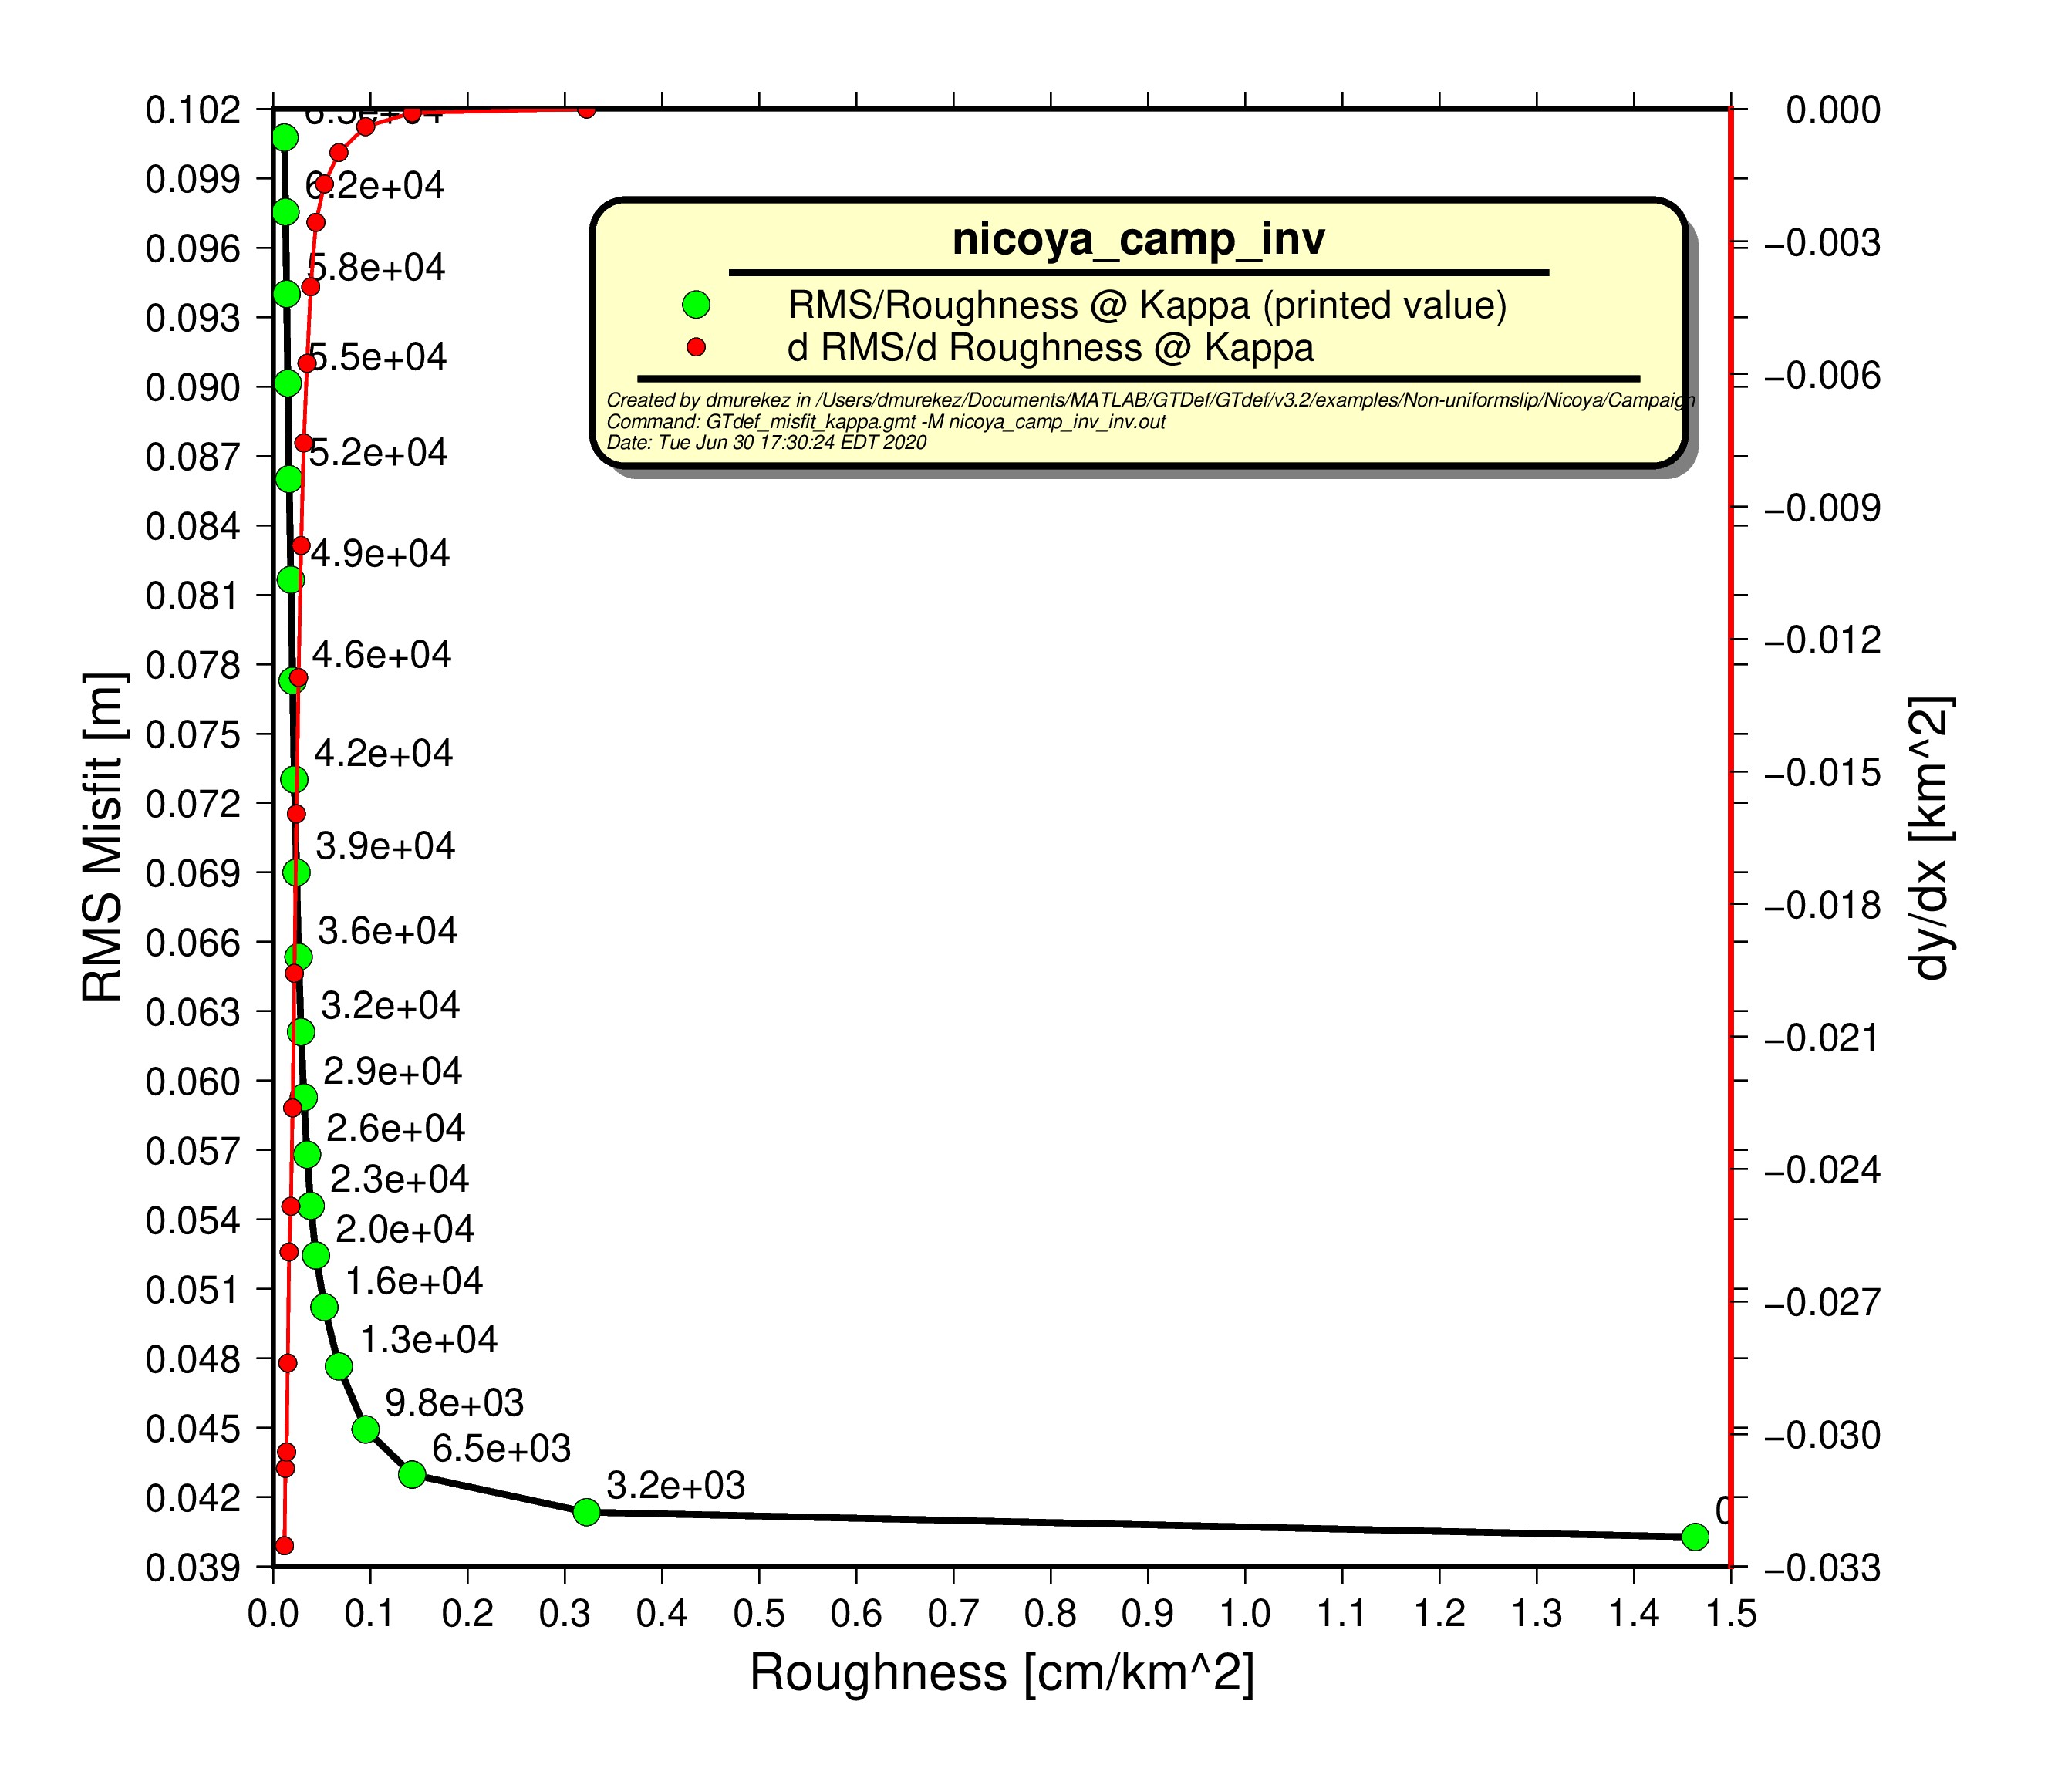 0.102
0.099
0.096
0.093
0.090
0.087
0.084
0.081
0.078
0.075
0.072
0.069
0.066
0.063
0.060
0.057
0.054
0.051
0.048
0.045
0.042
0.039
RMS Misfit [m]
6.5e+04
6.2e+04
5.8e+04
5.5e+04
5.2e+04
4.9e+04
4.6e+04
4.2e+04
3.9e+04
3.6e+04
3.2e+04
2.9e+04
2.6e+04
2.3e+04
2.0e+04
1.6e+04
1.3e+04
9.8e+03
6.5e+03
3.2e+03
0
nicoya_camp_inv
RMS/Roughness @ Kappa (printed value)
d RMS/d Roughness @ Kappa
Created by dmurekez in /Users/dmurekez/Documents/MATLAB/GTDef/GTdef/v3.2/examples/Non-uniformslip/Nicoya/Campaign
Command: GTdef_misfit_kappa.gmt -M nicoya_camp_inv_inv.out
Date: Tue Jun 30 17:30:24 EDT 2020
0.000
−0.003
−0.006
−0.009
−0.012
−0.015
−0.018
−0.021
−0.024
−0.027
−0.030
−0.033
dy/dx [km^2]
0.0 0.1 0.2 0.3 0.4 0.5 0.6 0.7 0.8 0.9 1.0 1.1 1.2 1.3 1.4 1.5
Roughness [cm/km^2]